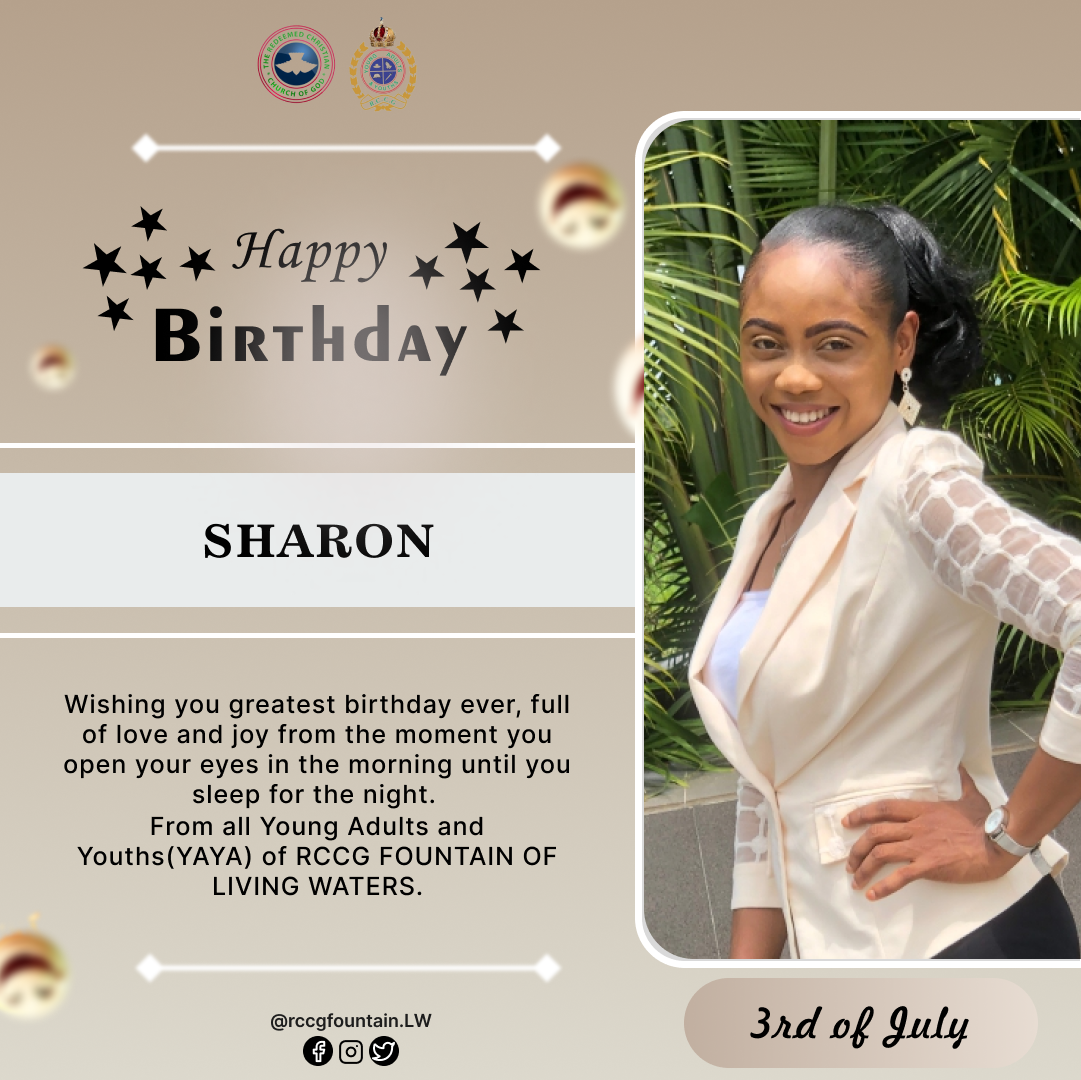 THE REDEEMED CHRISTIAN
CHURCH OF GOD
Happy
Birthday
SHARON
Wishing you greatest birthday ever, full
of love and joy from the moment you
open your eyes in the morning until you
sleep for the night.
From all Young Adults and
Youths(YAYA) of RCCG FOUNTAIN OF
LIVING WATERS.
@rccgfountain.LW
3rd of July